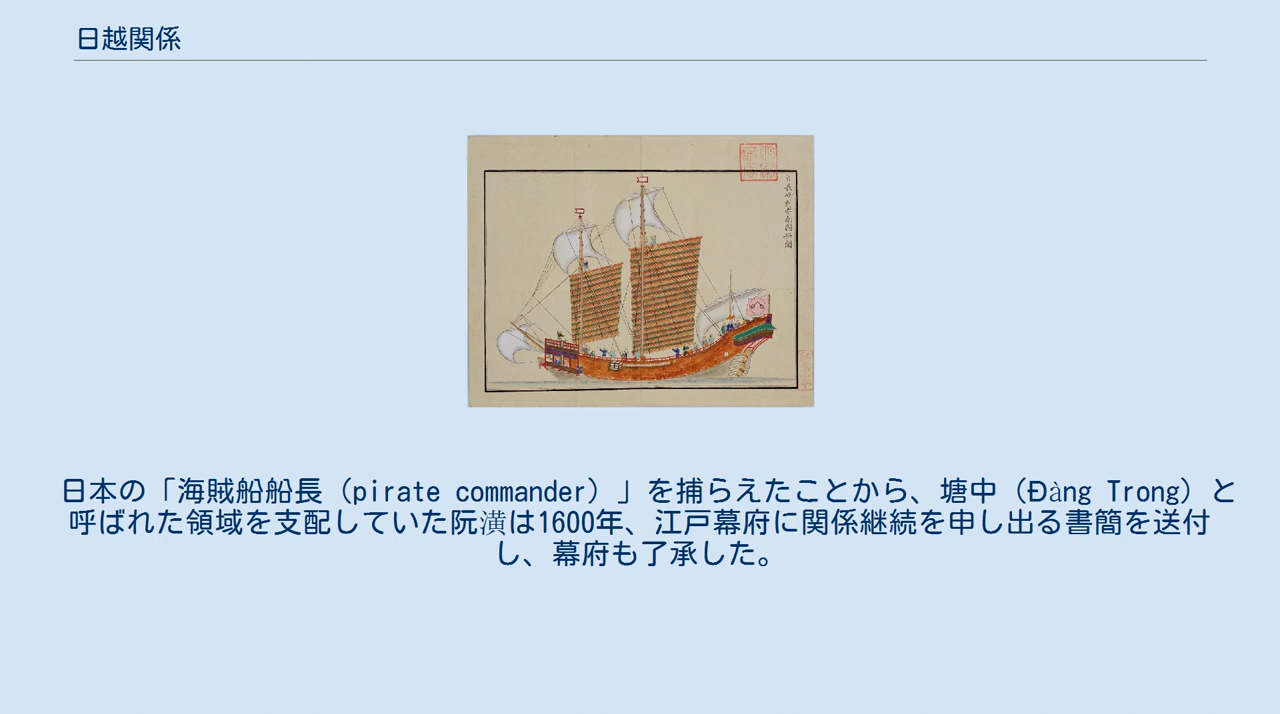 日越関係
日本の「海賊船船長（pirate commander）」を捕らえたことから、塘中（Đàng Trong）と
呼ばれた領域を支配していた阮潢は1600年、江戸幕府に関係継続を申し出る書簡を送付
し、幕府も了承した。